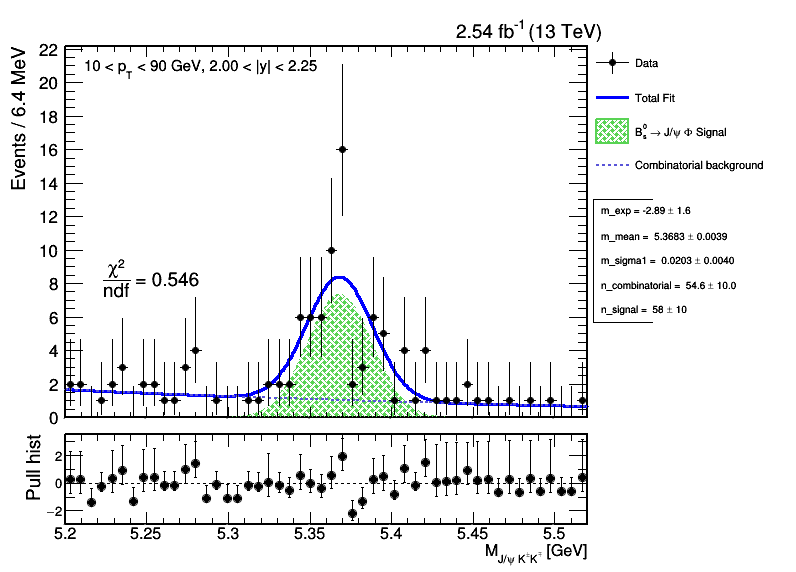 2.54 fb⁻¹ (13 TeV)
Events / 6.4 MeV
22
20
18
16
14
12
10
8
6
4
2
0
10 < p_T < 90 GeV, 2.00 < |y| < 2.25
χ²/ndf = 0.546
Data
Total Fit
B_s⁰ → J/ψ Φ Signal
Combinatorial background
m_exp = -2.89 ± 1.6
m_mean = 5.3683 ± 0.0039
m_sigma1 = 0.0203 ± 0.0040
n_combinatorial = 54.6 ± 10.0
n_signal = 58 ± 10
Pull hist
2
0
−2
5.2 5.25 5.3 5.35 5.4 5.45 5.5
M_{J/ψ K^± K^∓} [GeV]